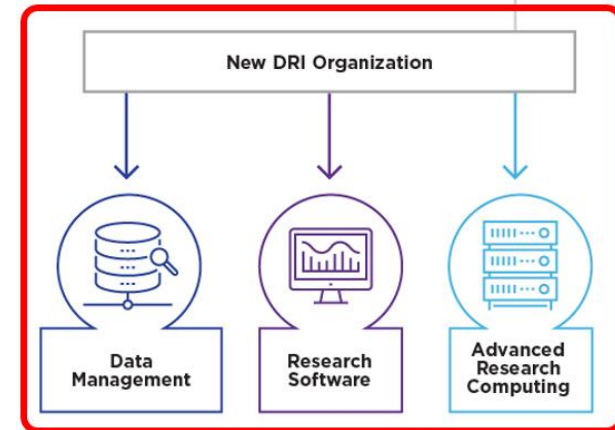 New DRI Organization
Data
Management
Research
Software
Advanced
Research
Computing